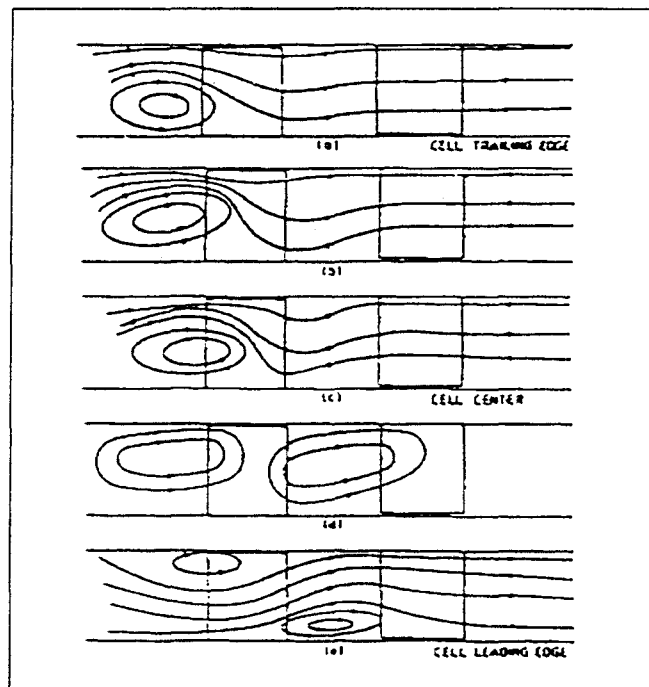 (a) CELL TRAILING EDGE
(b)
(c) CELL CENTER
(d)
(e) CELL LEADING EDGE